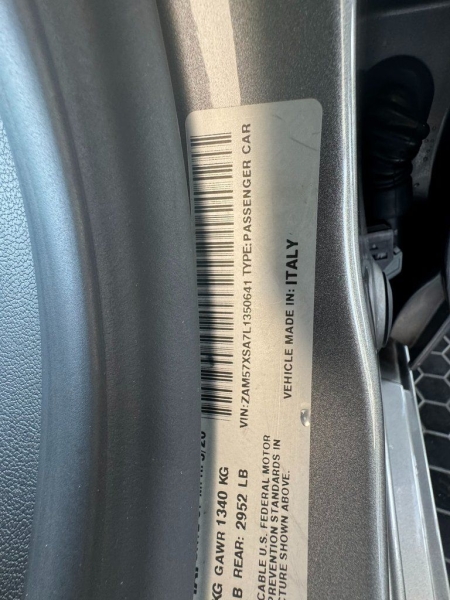 KG GAWR 1340 KG
B REAR: 2952 LB
CABLE U.S. FEDERAL MOTOR
PREVENTION STANDARDS IN
CTURE SHOWN ABOVE.
VIN:ZAM57XSA7L1350641 TYPE:PASSENGER CAR
VEHICLE MADE IN: ITALY